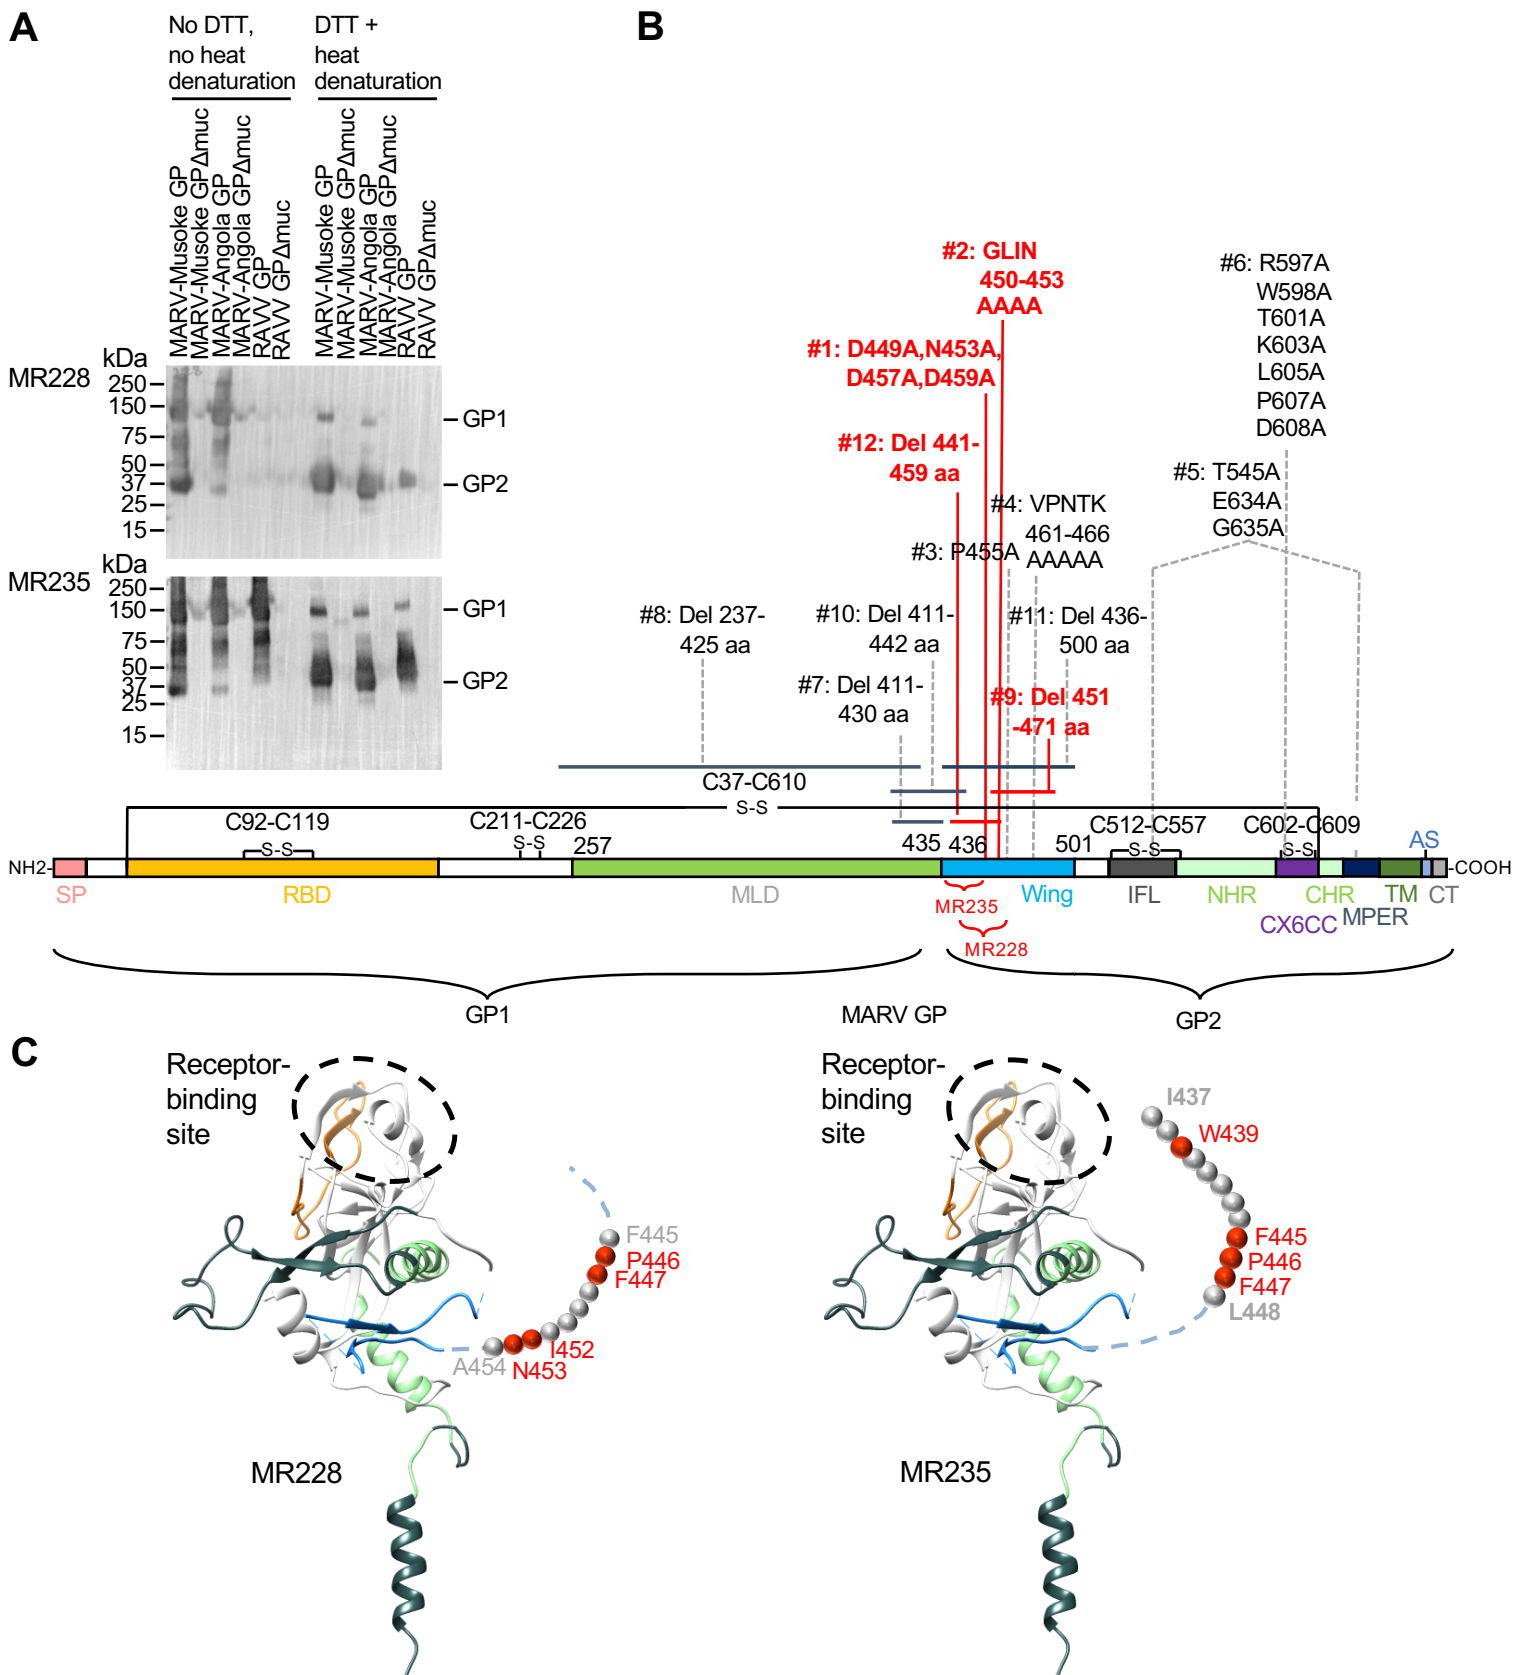 A
No DTT,
no heat
denaturation
DTT +
heat
denaturation
MARV-Musoke GP
MARV-Musoke GPΔmuc
MARV-Angola GP
MARV-Angola GPΔmuc
RAVV GP
RAVV GPΔmuc
MARV-Musoke GP
MARV-Musoke GPΔmuc
MARV-Angola GP
MARV-Angola GPΔmuc
RAVV GP
RAVV GPΔmuc
MR228
kDa
250
150
75
50
37
25
15
GP1
GP2
MR235
kDa
250
150
75
50
37
25
15
GP1
GP2
B
#2: GLIN
450-453
AAAA
#1: D449A,N453A,
D457A,D459A
#12: Del 441-
459 aa
#6: R597A
W598A
T601A
K603A
L605A
P607A
D608A
#5: T545A
E634A
G635A
#4: VPNTK
461-466
AAAAA
#3: P455A
#8: Del 237-
425 aa
#10: Del 411-
442 aa
#11: Del 436-
500 aa
#7: Del 411-
430 aa
#9: Del 451
-471 aa
C37-C610
S-S
C92-C119
S-S
C211-C226
S-S
257
435
436
501
C512-C557
S-S
C602-C609
S-S
AS
NH2-
-COOH
SP
RBD
MLD
Wing
IFL
NHR
CHR
TM
CT
CX6CC
MPER
MR235
MR228
GP1
MARV GP
GP2
C
Receptor-
binding
site
F445
P446
F447
I452
N453
A454
MR228
Receptor-
binding
site
I437
W439
F445
P446
F447
L448
MR235